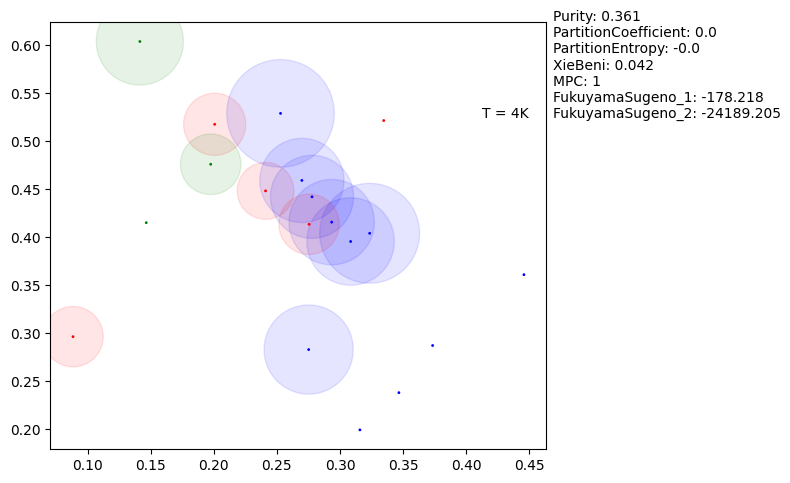 Purity: 0.361
PartitionCoefficient: 0.0
PartitionEntropy: -0.0
XieBeni: 0.042
MPC: 1
FukuyamaSugeno_1: -178.218
FukuyamaSugeno_2: -24189.205
T = 4K
0.60
0.55
0.50
0.45
0.40
0.35
0.30
0.25
0.20
0.10 0.15 0.20 0.25 0.30 0.35 0.40 0.45